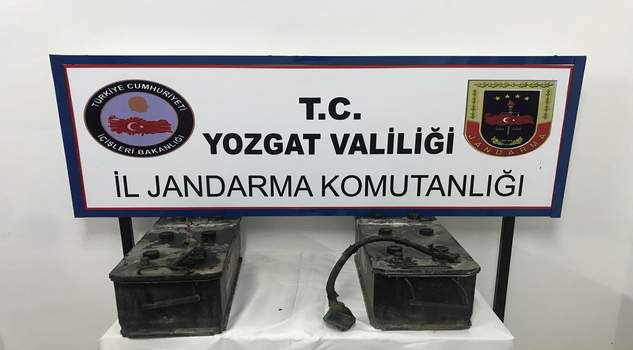 TÜRKİYE CUMHURİYETİ
İÇİŞLERİ BAKANLIĞI
T.C.
YOZGAT VALİLİĞİ
İL JANDARMA KOMUTANLIĞI
JANDARMA